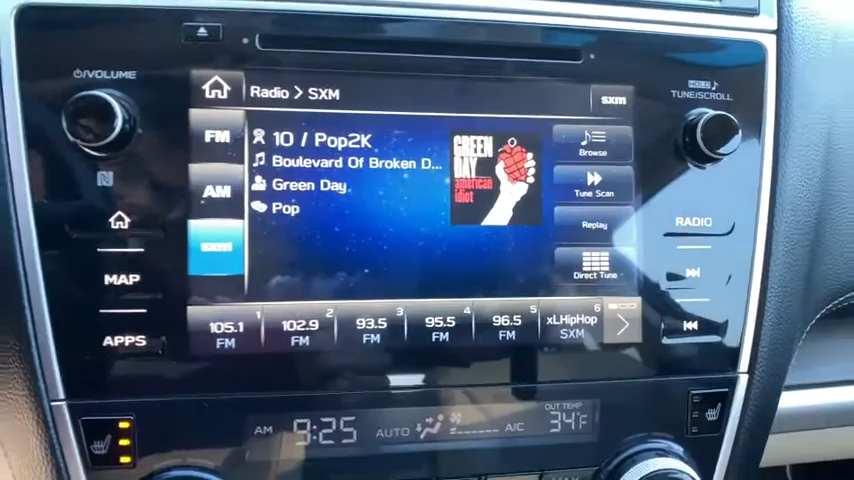 ⏻/VOLUME
HOLD
TUNE/SCROLL
Radio > SXM
sxm
FM
AM
sxm
10 / Pop2K
Boulevard Of Broken D...
Green Day
Pop
GREEN
DAY
american
idiot
Browse
Tune Scan
Replay
Direct Tune
MAP
APPS
RADIO
1
105.1
FM
2
102.9
FM
3
93.5
FM
4
95.5
FM
5
96.5
FM
6
xLHipHop
SXM
AM 9:25 AUTO A/C
OUT TEMP
34°F